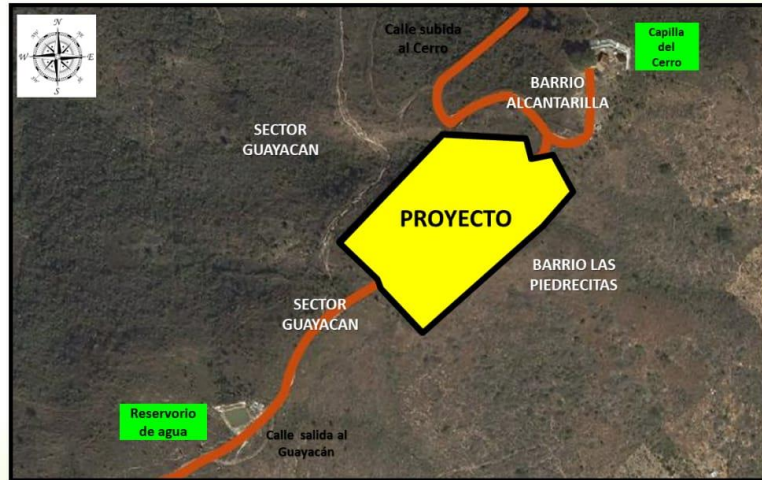 N
W
E
S
Calle subida
al Cerro
Capilla
del
Cerro
BARRIO
ALCANTARILLA
SECTOR
GUAYACAN
PROYECTO
BARRIO LAS
PIEDRECITAS
SECTOR
GUAYACAN
Reservorio
de agua
Calle salida al
Guayacán